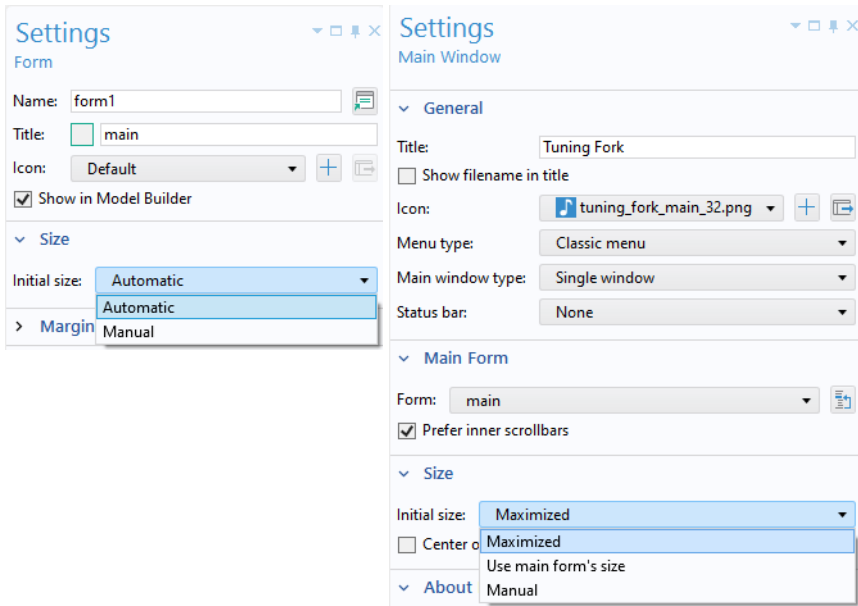 Settings
Form
Name: form1
Title: main
Icon: Default
Show in Model Builder
Size
Initial size: Automatic
Automatic
Manual
Margin
Settings
Main Window
General
Title: Tuning Fork
Show filename in title
Icon: tuning_fork_main_32.png
Menu type: Classic menu
Main window type: Single window
Status bar: None
Main Form
Form: main
Prefer inner scrollbars
Size
Initial size: Maximized
Center o
Maximized
Use main form's size
Manual
About